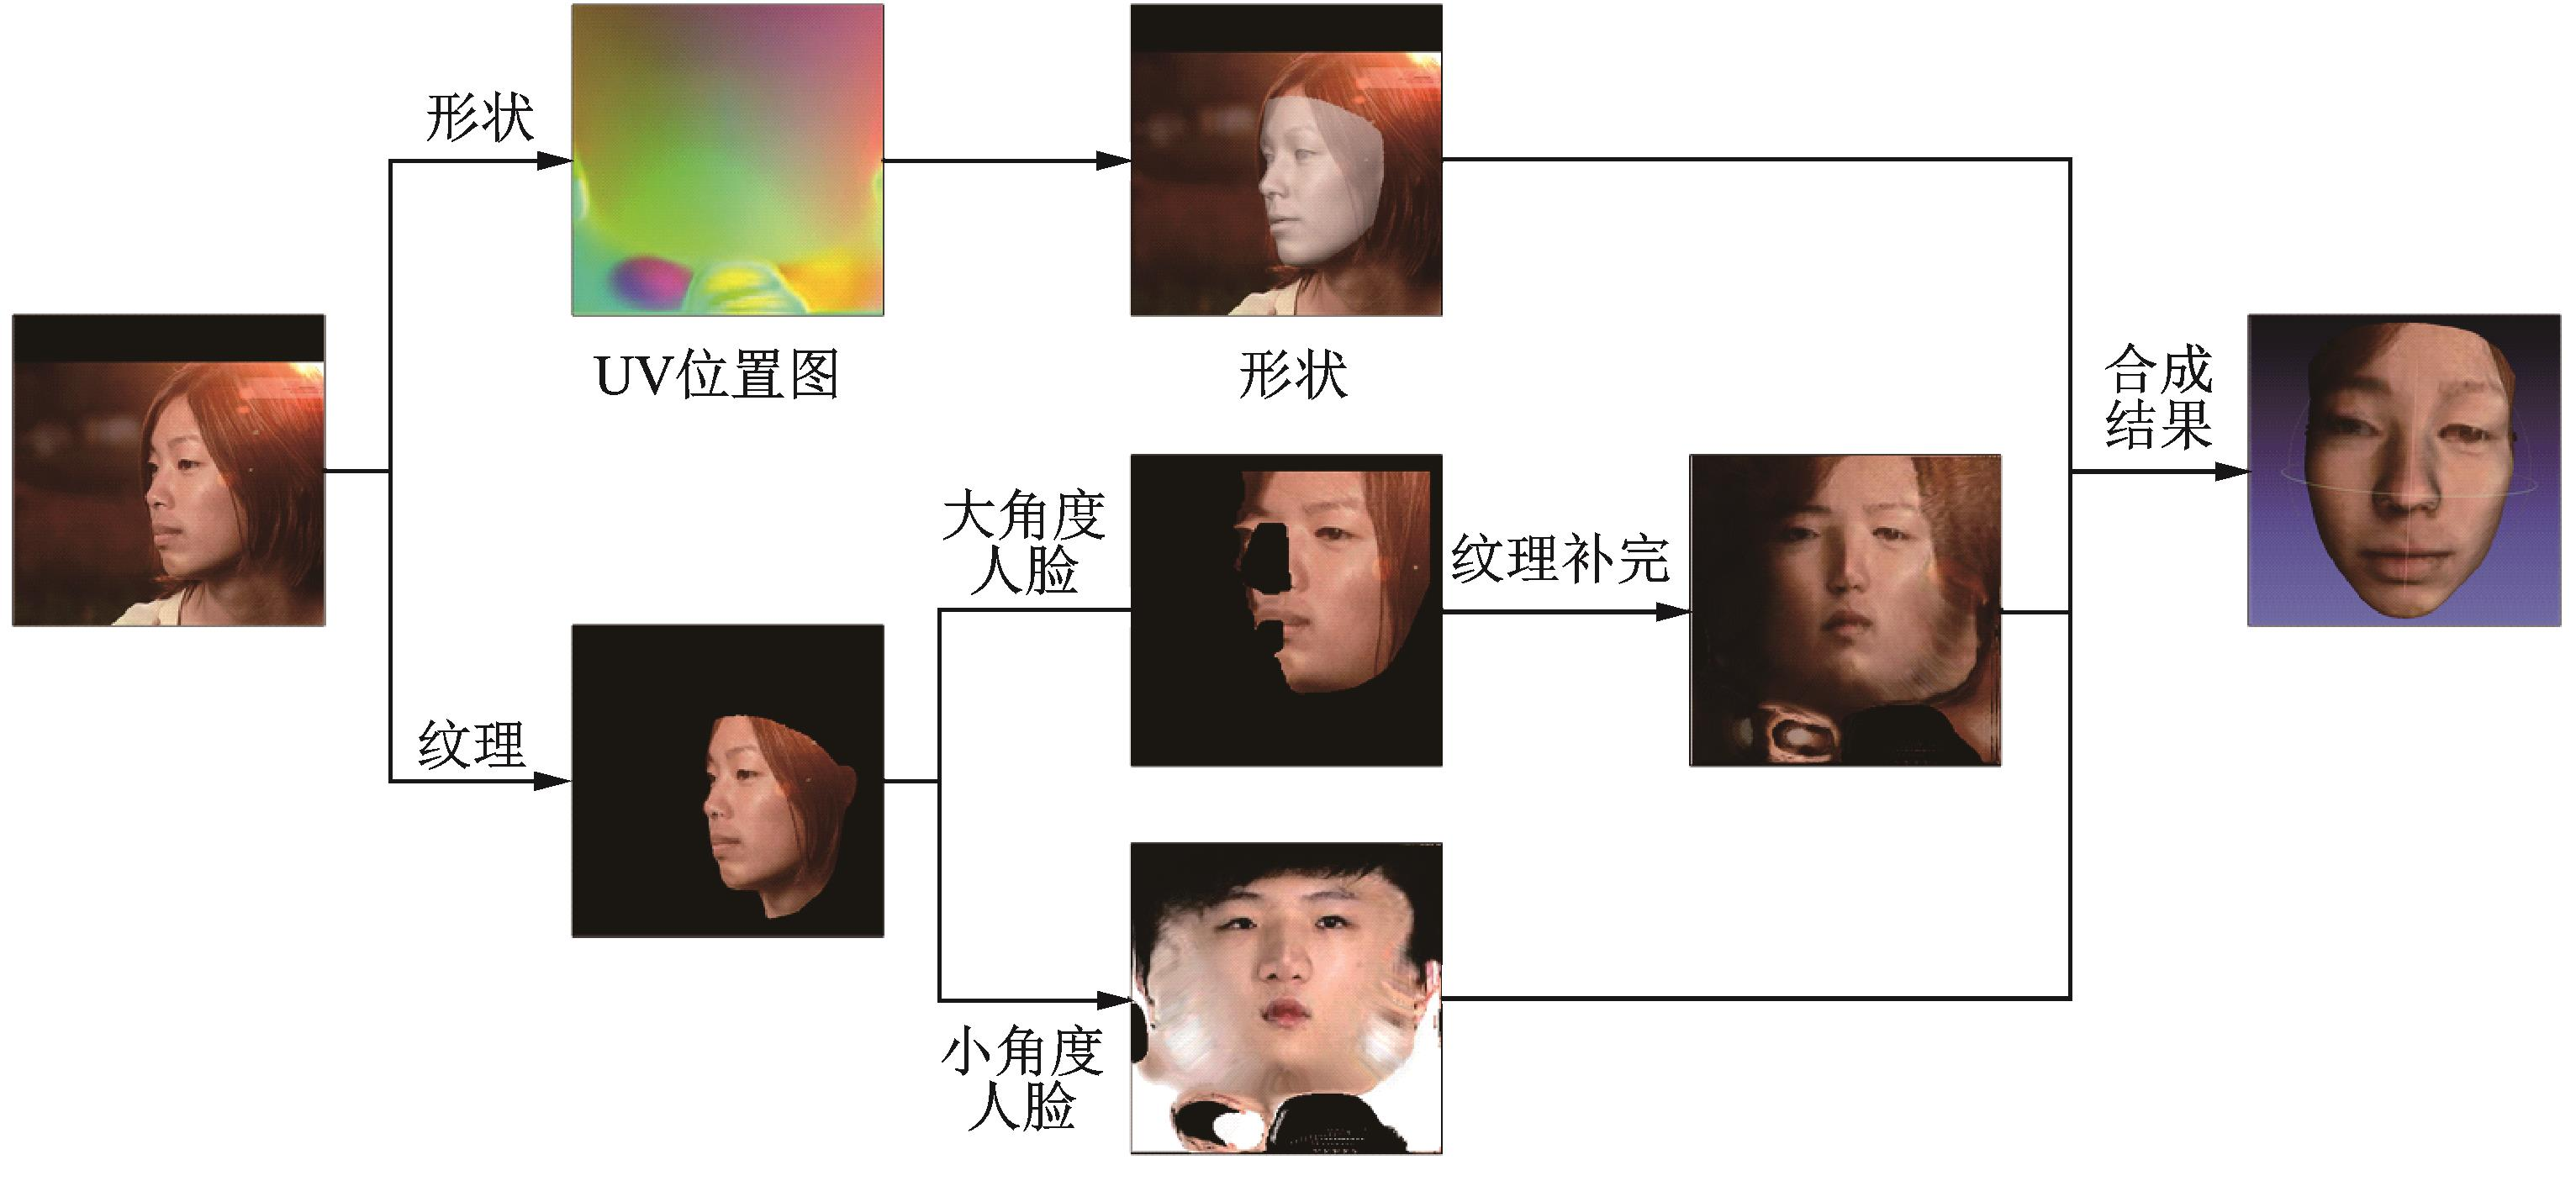 形状
UV位置图
形状
合成
结果
大角度
人脸
纹理补完
纹理
小角度
人脸